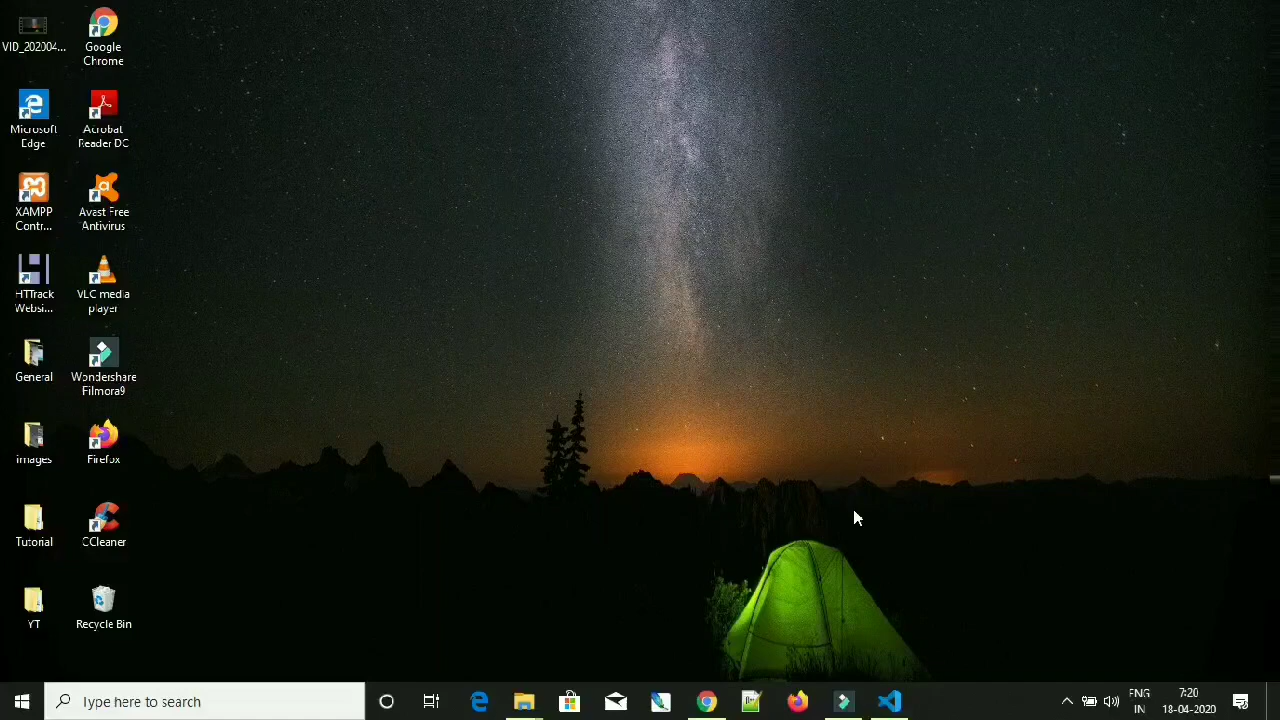 VID_202004...
Google
Chrome
Microsoft
Edge
Acrobat
Reader DC
XAMPP
Contr...
Avast Free
Antivirus
HTTrack
Websi...
VLC media
player
General
Wondershare
Filmora9
images
Firefox
Tutorial
CCleaner
YT
Recycle Bin
Type here to search
ENG
IN
7:20
18-04-2020